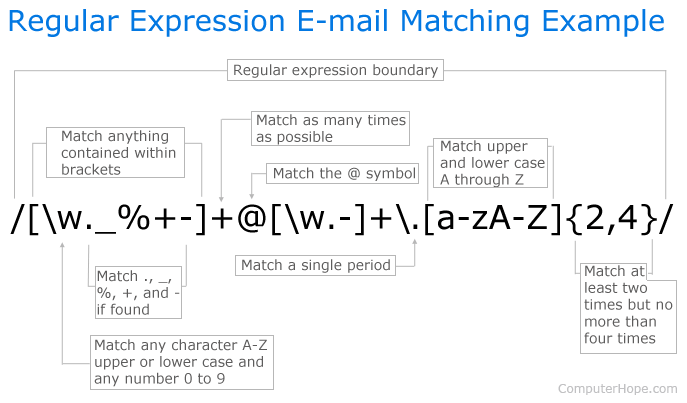 Regular Expression E-mail Matching Example
Regular expression boundary
Match anything
contained within
brackets
Match as many times
as possible
Match the @ symbol
Match upper
and lower case
A through Z
/[\w._%+-]+@[\w.-]+\.[a-zA-Z]{2,4}/
Match ., _,
%, +, and -
if found
Match a single period
Match at
least two
times but no
more than
four times
Match any character A-Z
upper or lower case and
any number 0 to 9
ComputerHope.com